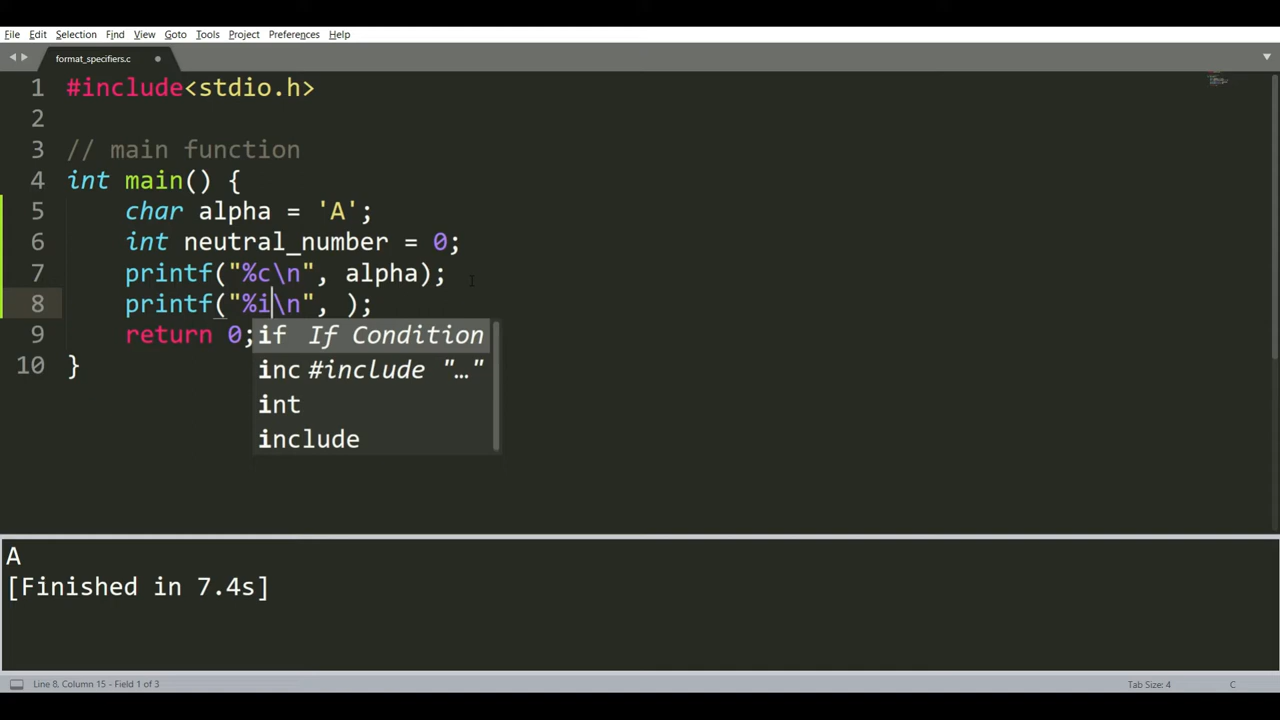 File Edit Selection Find View Goto Tools Project Preferences Help
format_specifiers.c
1 #include<stdio.h>
2
3 // main function
4 int main() {
5 char alpha = 'A';
6 int neutral_number = 0;
7 printf("%c\n", alpha);
8 printf("%i\n", );
9 return 0;
if If Condition
10 }
inc #include "…"
int
include
A
[Finished in 7.4s]
Line 8, Column 15 - Field 1 of 3 Tab Size: 4 C